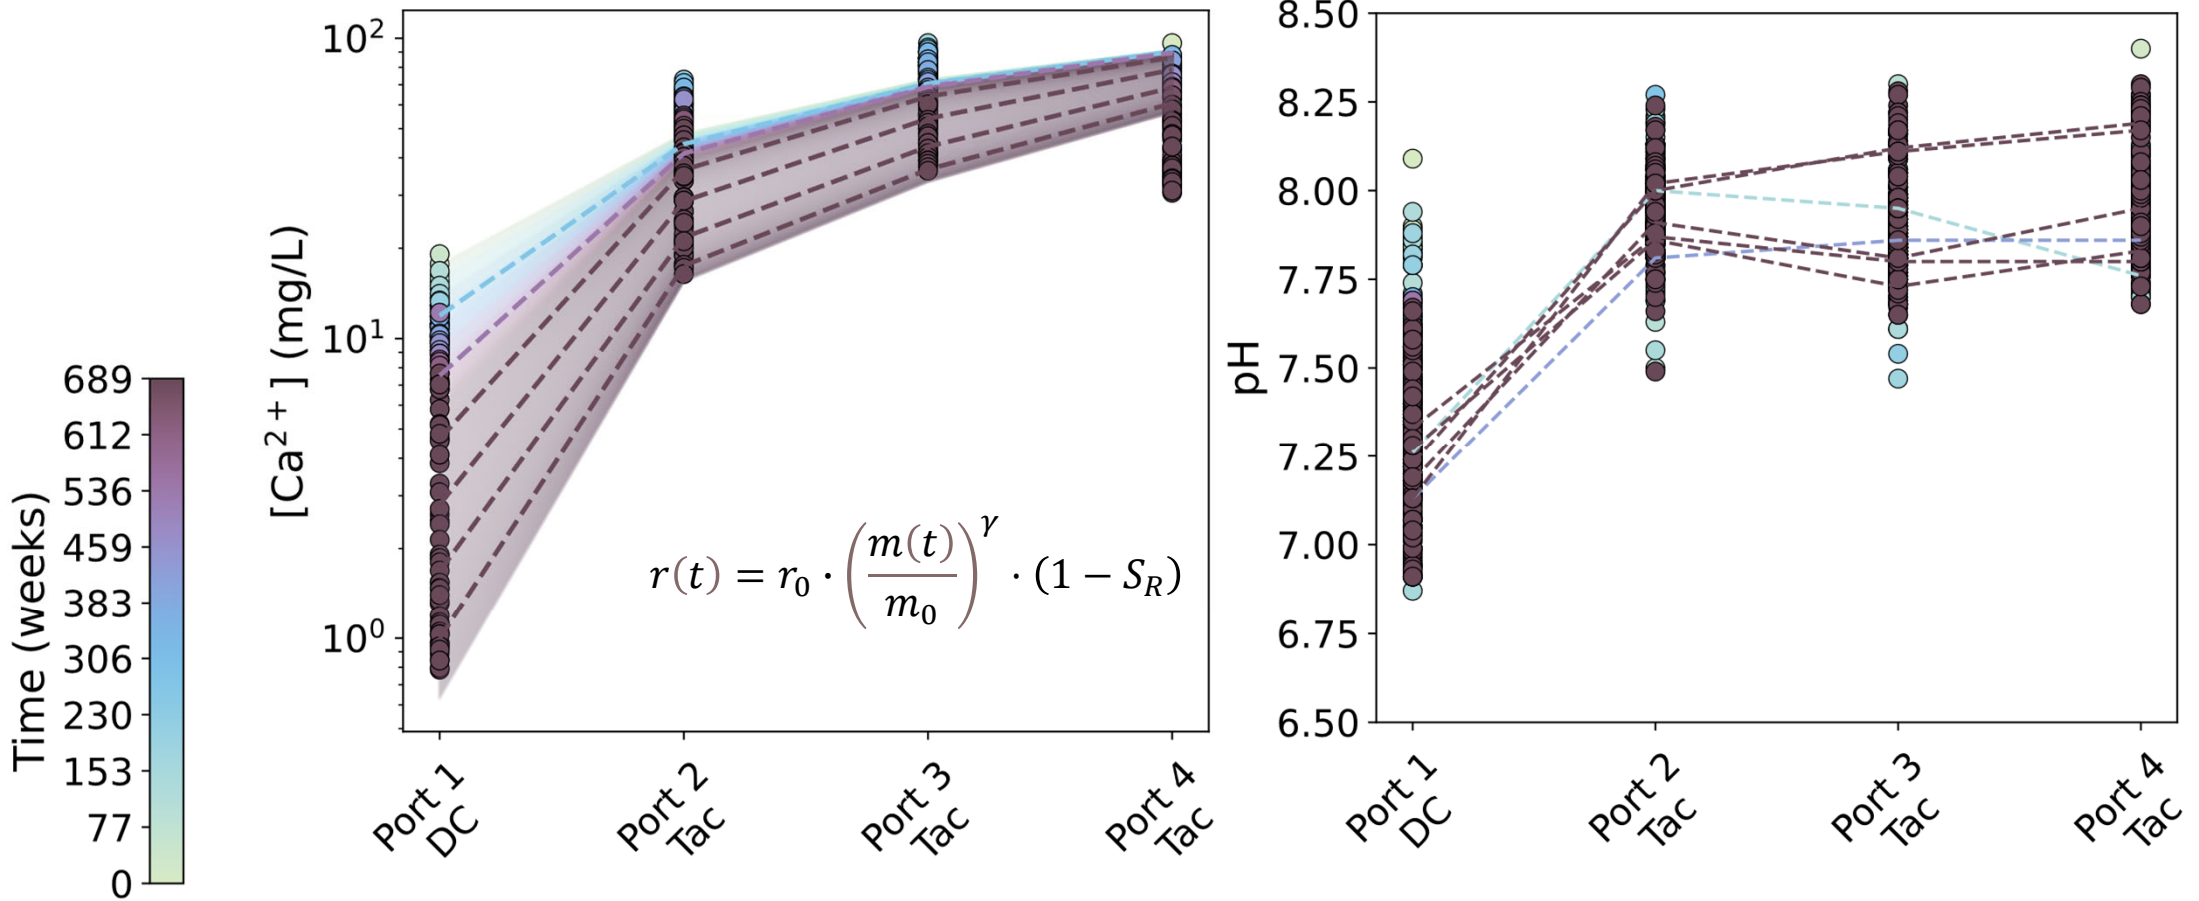 Time (weeks)
689
612
536
459
383
306
230
153
77
0
[Ca²⁺] (mg/L)
10²
10¹
10⁰
r(t) = r₀ · (m(t)/m₀)^γ · (1 − S_R)
Port 1
DC
Port 2
Tac
Port 3
Tac
Port 4
Tac
pH
8.50
8.25
8.00
7.75
7.50
7.25
7.00
6.75
6.50
Port 1
DC
Port 2
Tac
Port 3
Tac
Port 4
Tac